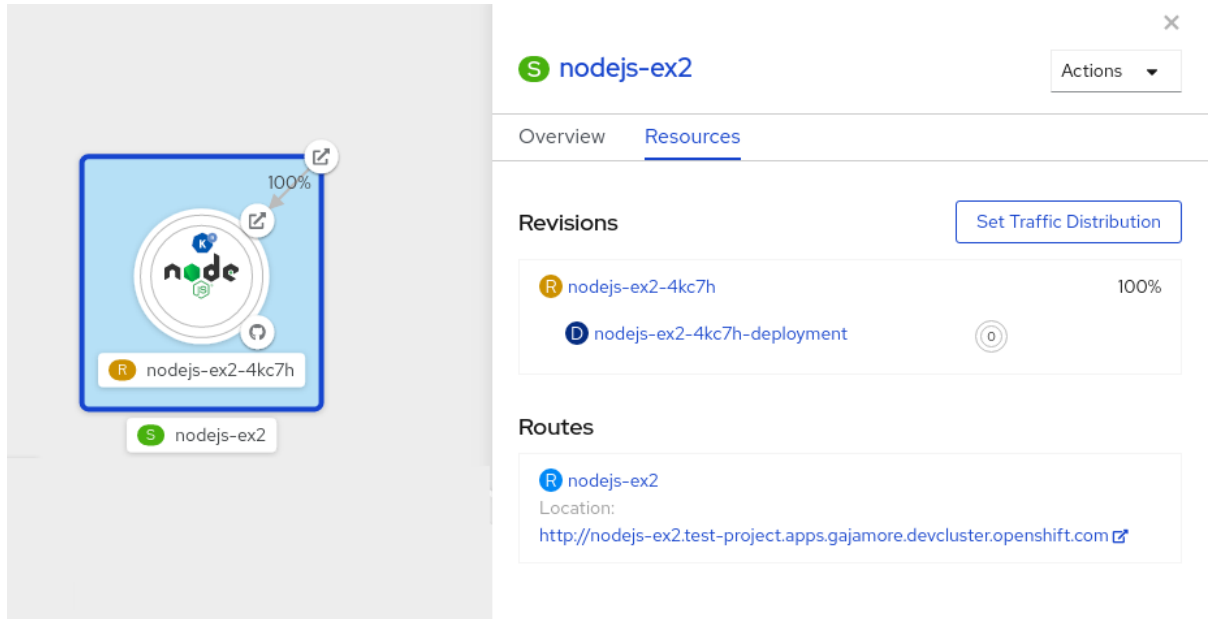 100%
K
node
JS
R nodejs-ex2-4kc7h
S nodejs-ex2
S nodejs-ex2
Actions
Overview Resources
Revisions
Set Traffic Distribution
R nodejs-ex2-4kc7h 100%
D nodejs-ex2-4kc7h-deployment 0
Routes
R nodejs-ex2
Location:
http://nodejs-ex2.test-project.apps.gajamore.devcluster.openshift.com